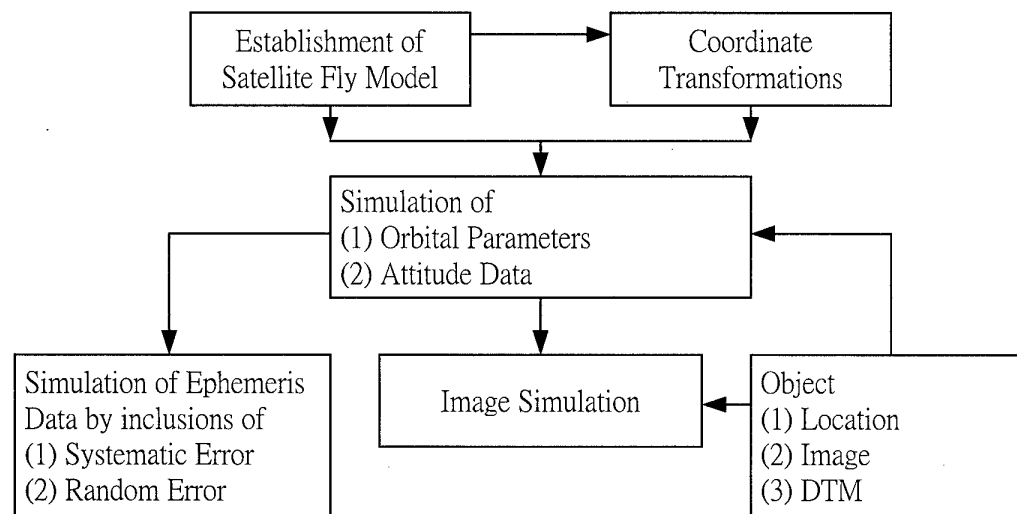 Establishment of
Satellite Fly Model
Coordinate
Transformations
Simulation of
(1) Orbital Parameters
(2) Attitude Data
Simulation of Ephemeris
Data by inclusions of
(1) Systematic Error
(2) Random Error
Image Simulation
Object
(1) Location
(2) Image
(3) DTM